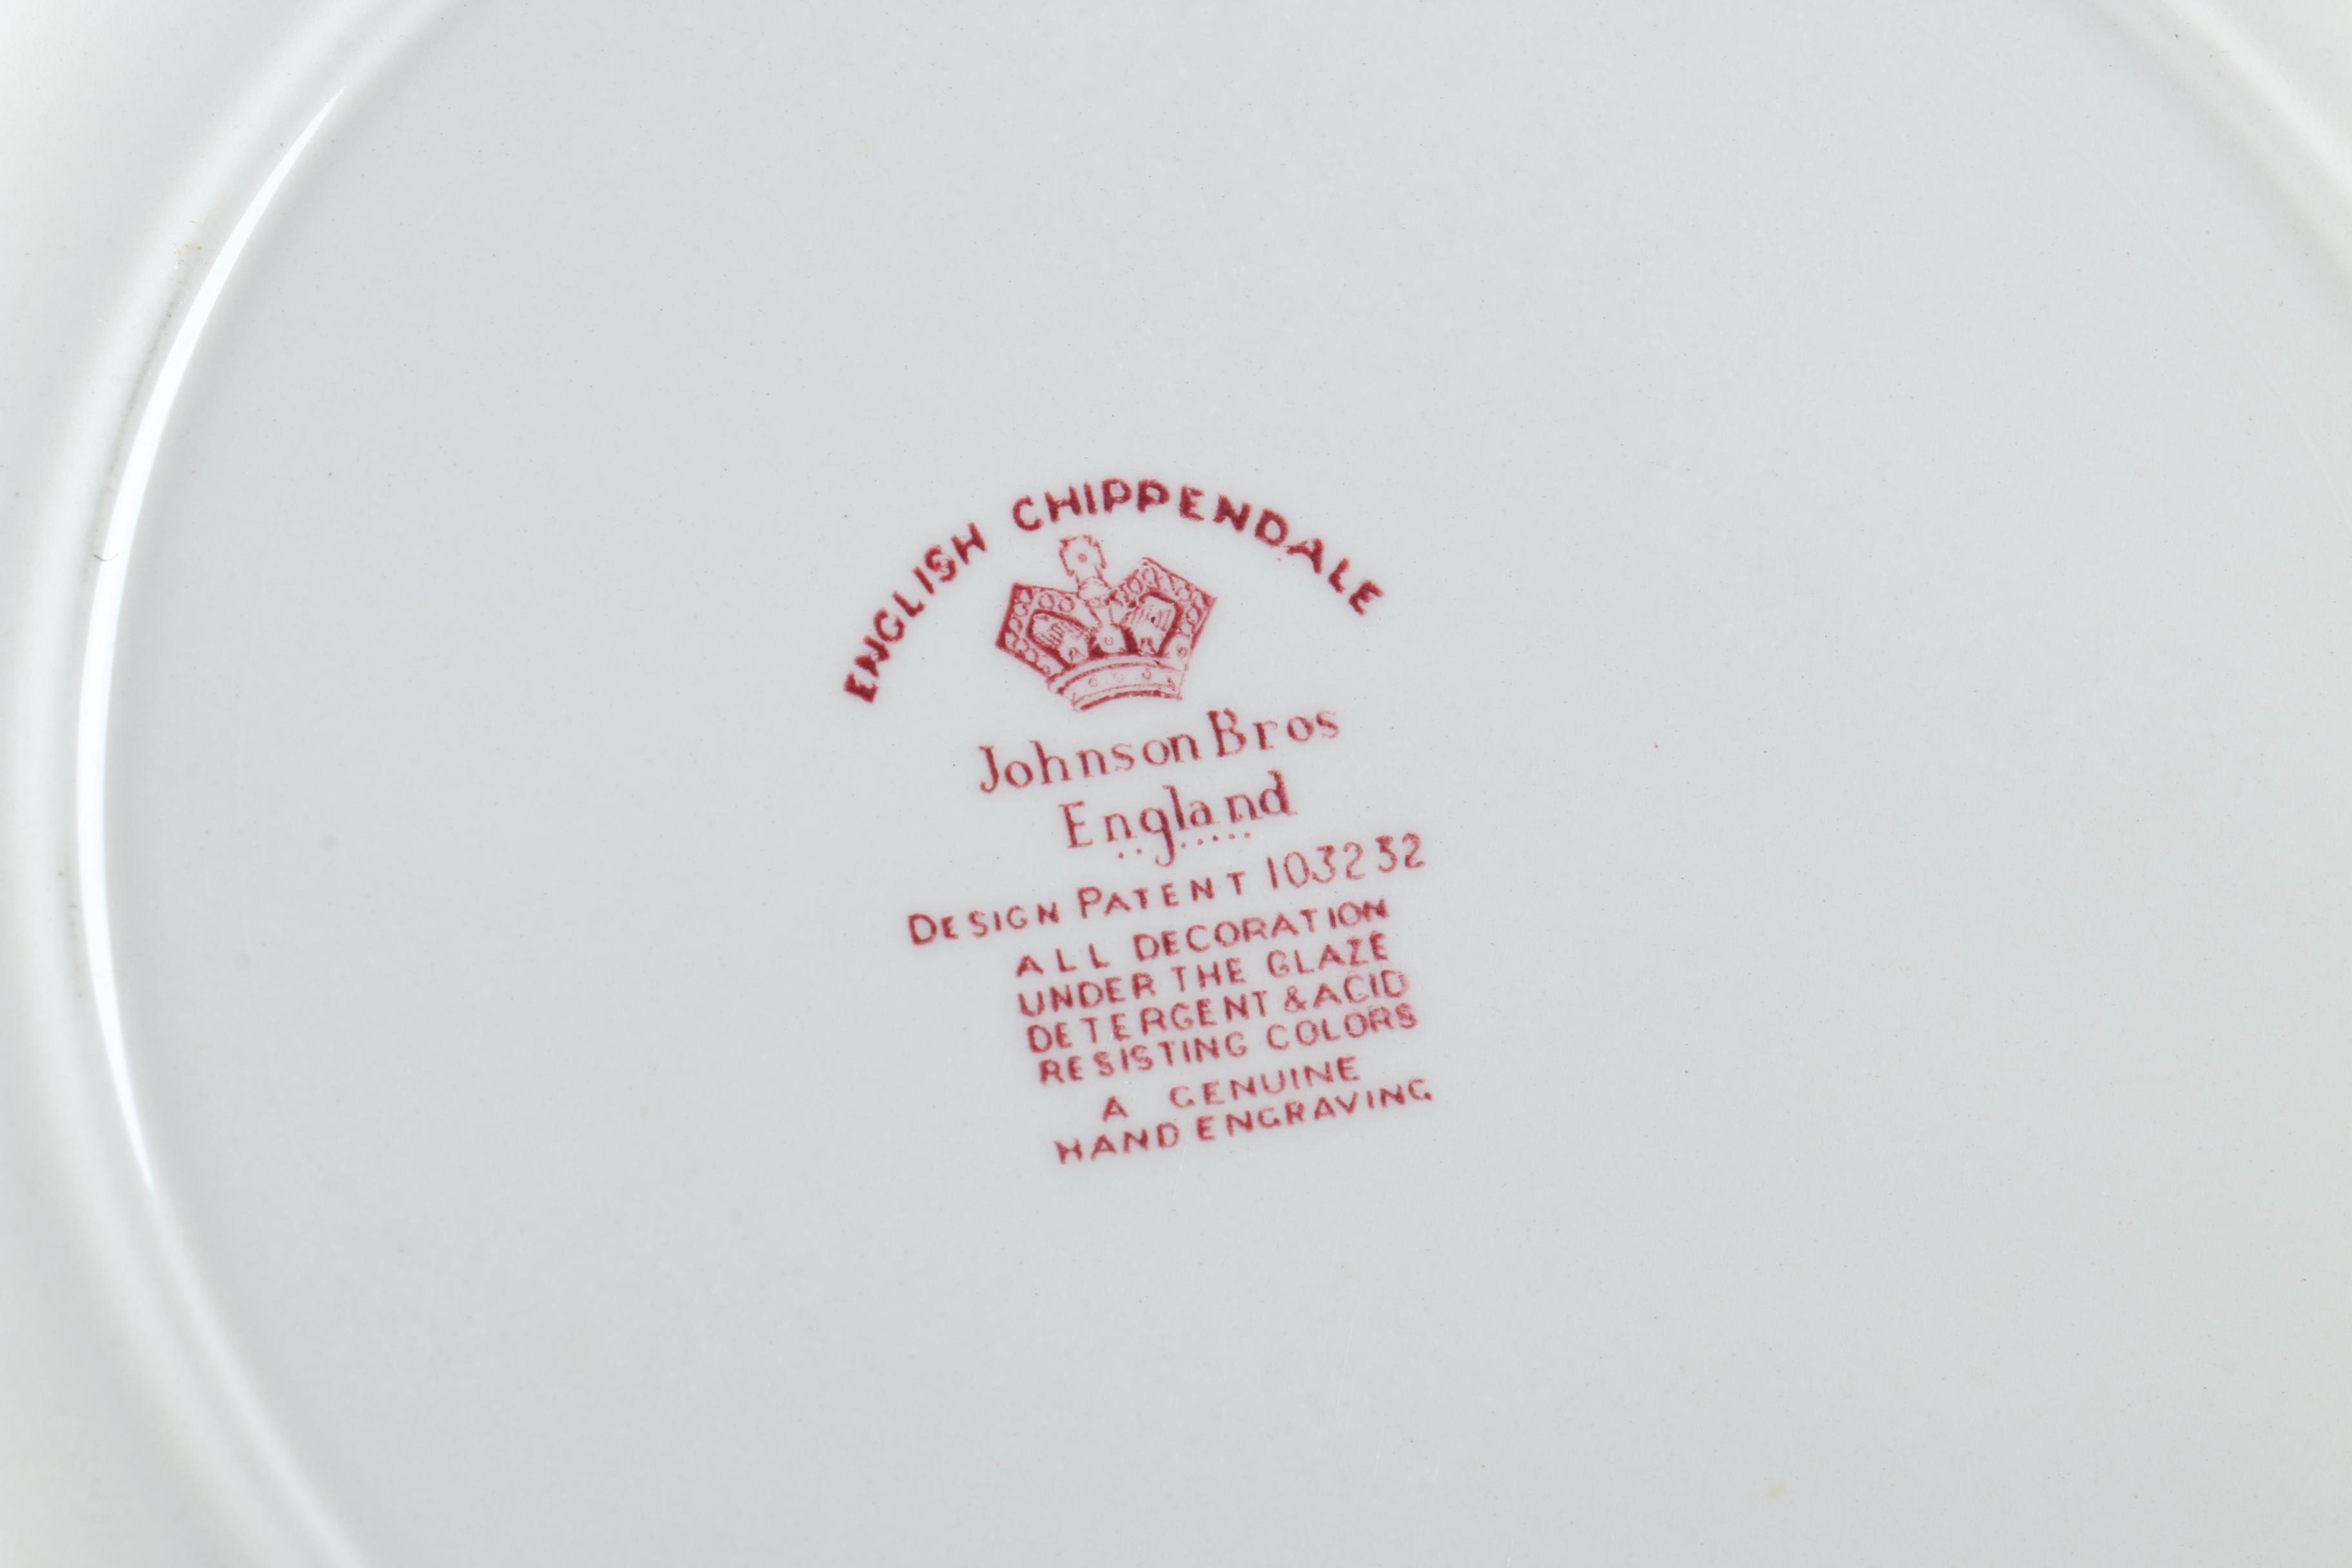 ENGLISH CHIPPENDALE
Johnson Bros
England
DESIGN PATENT 103232
ALL DECORATION
UNDER THE GLAZE
DETERGENT & ACID
RESISTING COLORS
A GENUINE
HAND ENGRAVING